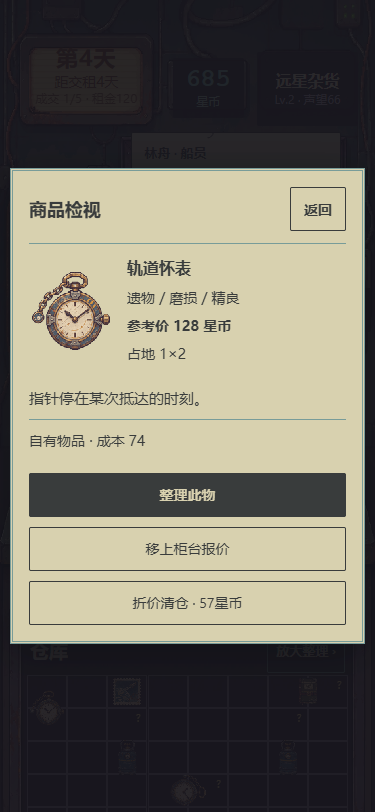 第4天
距交租4天
成交 1/5 · 租金120
685
星币
远星杂货
Lv.2 · 声望66
林舟 · 船员
商品检视
返回
轨道怀表
遗物 / 磨损 / 精良
参考价 128 星币
占地 1×2
指针停在某次抵达的时刻。
自有物品 · 成本 74
整理此物
移上柜台报价
折价清仓 · 57星币
仓库
放大整理 ·
?
?
?
?
?